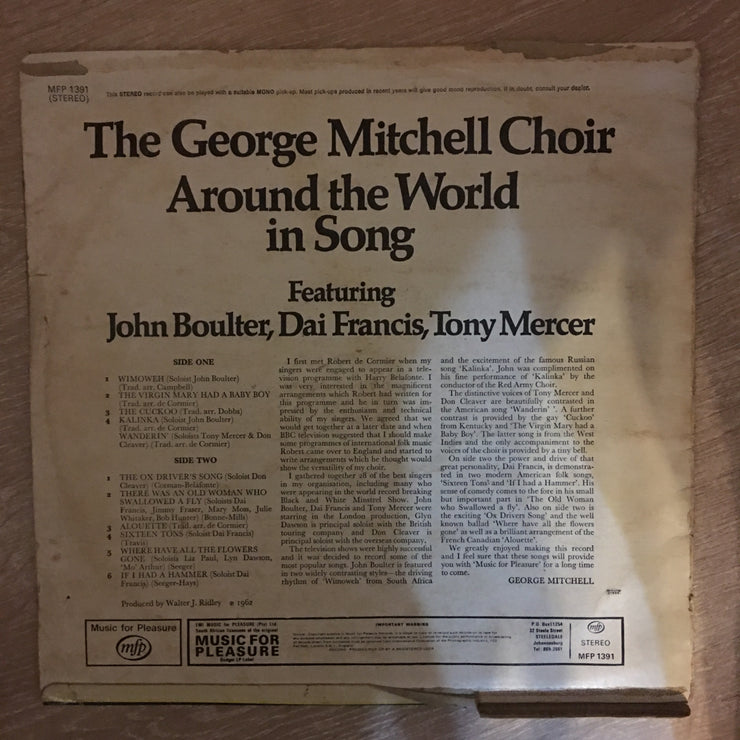 MFP 1391
(STEREO)
This STEREO record can also be played with a suitable MONO pick-up. Most pick-ups produced in recent years will give good mono reproduction. If in doubt, consult your dealer.
The George Mitchell Choir
Around the World
in Song
Featuring
John Boulter, Dai Francis, Tony Mercer
SIDE ONE
1 WIMOWEH (Soloist John Boulter)
(Trad. arr. Campbell)
2 THE VIRGIN MARY HAD A BABY BOY
(Trad. arr. de Cormier)
3 THE CUCKOO (Trad. arr. Dobbs)
4 KALINKA (Soloist John Boulter)
(Trad. arr. de Cormier)
WANDERIN' (Soloists Tony Mercer & Don
Cleaver) (Trad. arr. de Cormier)
SIDE TWO
1 THE OX DRIVER'S SONG (Soloist Don
Cleaver) (Corman-Belafonte)
2 THERE WAS AN OLD WOMAN WHO
SWALLOWED A FLY (Soloists Dai
Francis, Jimmy Fraser, Mary Moss, Julie
Whitaker, Bob Hunter) (Bonne-Mills)
3 ALOUETTE (Trad. arr. de Cormier)
4 SIXTEEN TONS (Soloist Dai Francis)
(Travis)
5 WHERE HAVE ALL THE FLOWERS
GONE (Soloists Liz Paul, Lyn Dawson,
'Mo' Arthur) (Seeger)
6 IF I HAD A HAMMER (Soloist Dai
Francis) (Seeger-Hays)
Produced by Walter J. Ridley ℗ 1962
I first met Robert de Cormier when my
singers were engaged to appear in a tele-
vision programme with Harry Belafonte. I
was very interested in the magnificent
arrangements which Robert had written for
this programme and he in turn was im-
pressed by the enthusiasm and technical
ability of my singers. We agreed that we
would get together at a later date and when
BBC television suggested that I should make
some programmes of international folk music
Robert came over to England and started to
write arrangements which he thought would
show the versatility of my choir.
I gathered together 28 of the best singers
in my organisation, including many who
were appearing in the world record breaking
Black and White Minstrel Show. John
Boulter, Dai Francis and Tony Mercer were
starring in the London production, Glyn
Dawson is principal soloist with the British
touring company and Don Cleaver is
principal soloist with the overseas company.
The television shows were highly successful
and it was decided to record some of the
most popular songs. John Boulter is featured
in two widely contrasting styles—the driving
rhythm of 'Wimoweh' from South Africa
and the excitement of the famous Russian
song 'Kalinka'. John was complimented on
his fine performance of 'Kalinka' by the
conductor of the Red Army Choir.
The distinctive voices of Tony Mercer and
Don Cleaver are beautifully contrasted in
the American song 'Wanderin' '. A further
contrast is provided by the gay 'Cuckoo'
from Kentucky and 'The Virgin Mary had a
Baby Boy'. The latter song is from the West
Indies and the only accompaniment to the
voices of the choir is provided by a tiny bell.
On side two the power and drive of that
great personality, Dai Francis, is demonstra-
ted in two modern American folk songs,
'Sixteen Tons' and 'If I had a Hammer'. His
sense of comedy comes to the fore in his small
but important part in 'The Old Woman
who Swallowed a fly'. Also on side two is
the exciting 'Ox Drivers Song' and the well
known ballad 'Where have all the flowers
gone' as well as a brilliant arrangement of the
French Canadian 'Alouette'.
We greatly enjoyed making this record
and I feel sure that these songs will provide
you with 'Music for Pleasure' for a long time
to come.
GEORGE MITCHELL
Music for Pleasure
mfp
EMI MUSIC for PLEASURE (Pty) Ltd.
South African licencees of the original
MUSIC FOR
PLEASURE
Budget LP Label
IMPORTANT WARNING
P.O. Box 11254
32 Steele Street
STEELEDALE
Johannesburg
mfp
STEREO
MFP 1391